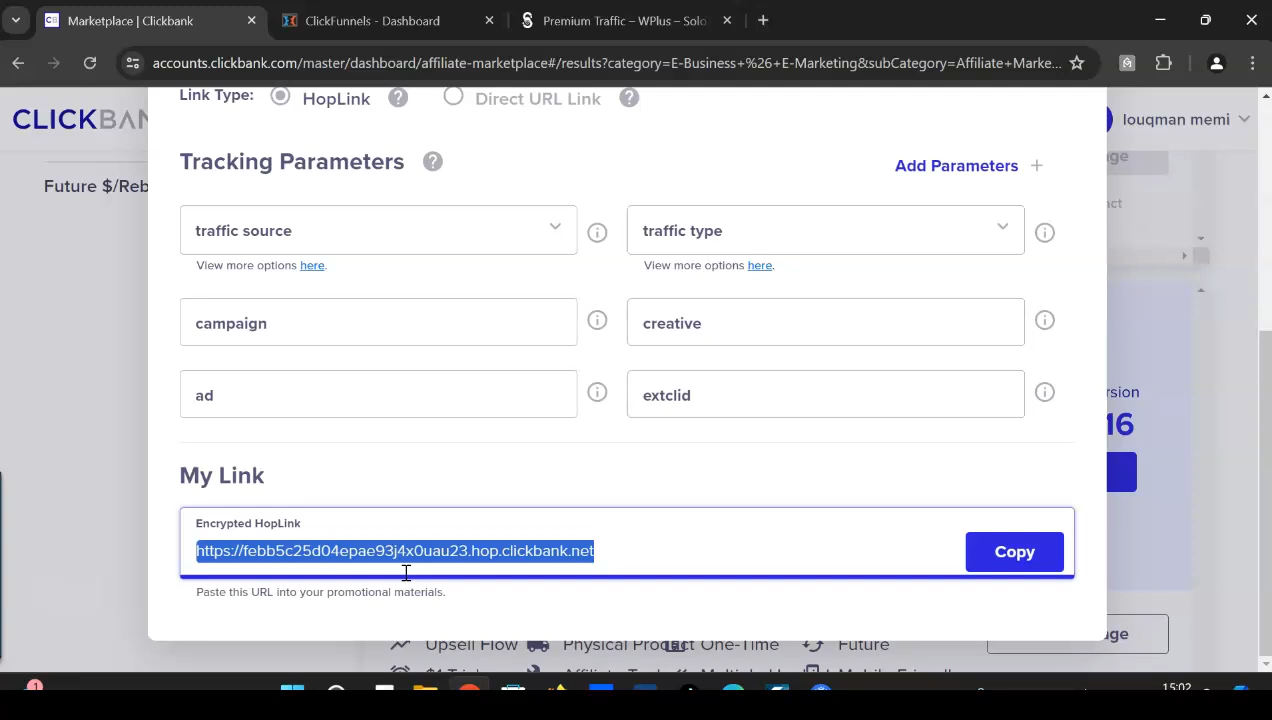 Marketplace | Clickbank
ClickFunnels - Dashboard
Premium Traffic – WPlus – Solo
accounts.clickbank.com/master/dashboard/affiliate-marketplace#/results?category=E-Business+%26+E-Marketing&subCategory=Affiliate+Marke...
Link Type: HopLink Direct URL Link
CLICKBAN louqman memi
Tracking Parameters Add Parameters +
Future $/Reb
traffic source traffic type
View more options here. View more options here.
campaign creative
ad extclid
rsion
16
My Link
Encrypted HopLink
https://febb5c25d04epae93j4x0uau23.hop.clickbank.net
Copy
Paste this URL into your promotional materials.
Upsell Flow Physical Product One-Time Future
1
15:02